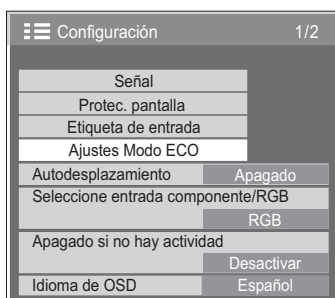 Configuración 1/2
Señal
Protec. pantalla
Etiqueta de entrada
Ajustes Modo ECO
Autodesplazamiento Apagado
Seleccione entrada componente/RGB
RGB
Apagado si no hay actividad
Desactivar
Idioma de OSD Español